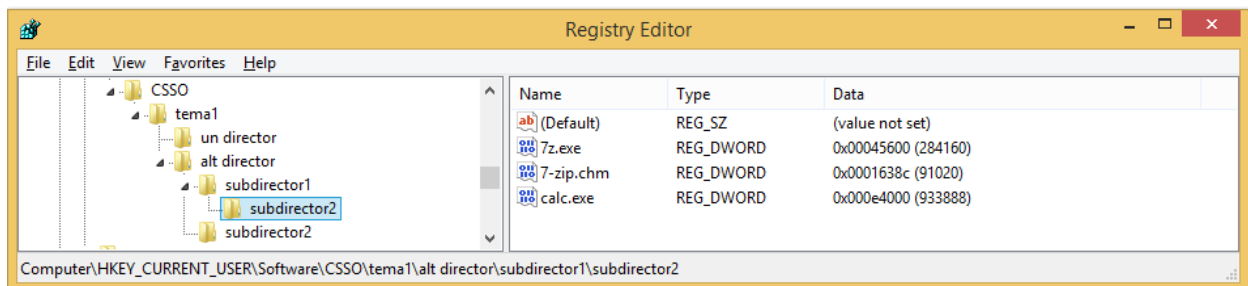 Registry Editor
File Edit View Favorites Help
CSSO
tema1
un director
alt director
subdirector1
subdirector2
subdirector2
Name Type Data
(Default) REG_SZ (value not set)
7z.exe REG_DWORD 0x00045600 (284160)
7-zip.chm REG_DWORD 0x0001638c (91020)
calc.exe REG_DWORD 0x000e4000 (933888)
Computer\HKEY_CURRENT_USER\Software\CSSO\tema1\alt director\subdirector1\subdirector2